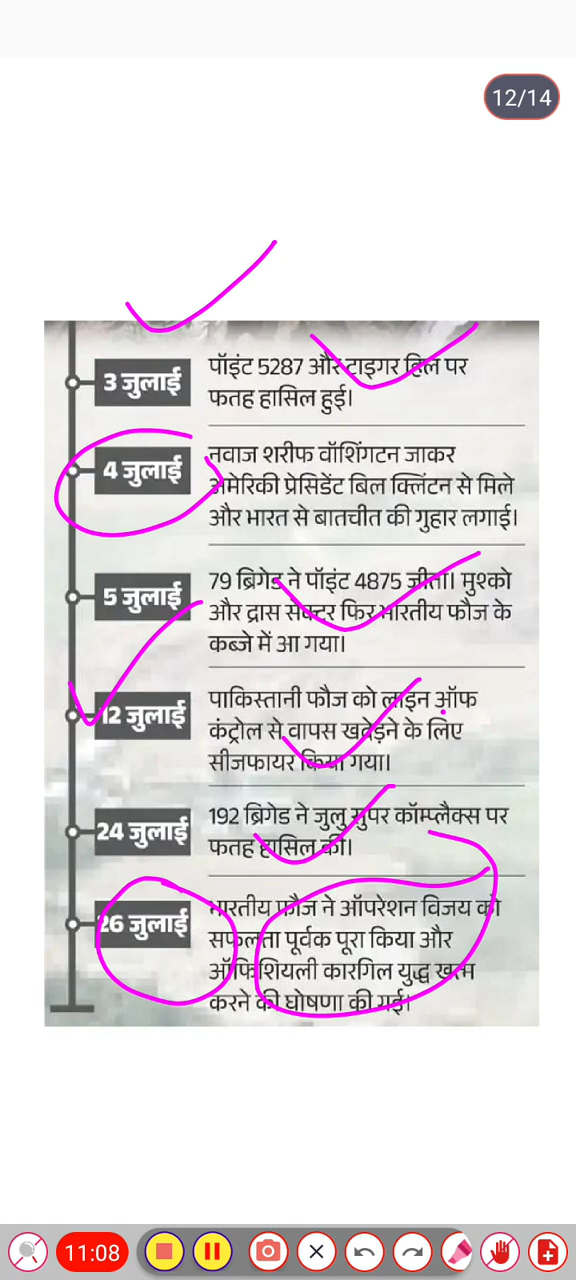 12/14
3 जुलाई
पॉइंट 5287 और टाइगर हिल पर
फतह हासिल हुई।
4 जुलाई
नवाज शरीफ वॉशिंगटन जाकर
अमेरिकी प्रेसिडेंट बिल क्लिंटन से मिले
और भारत से बातचीत की गुहार लगाई।
5 जुलाई
79 ब्रिगेड ने पॉइंट 4875 जीता। मुश्को
और द्रास सेक्टर फिर भारतीय फौज के
कब्जे में आ गया।
12 जुलाई
पाकिस्तानी फौज को लाइन ऑफ
कंट्रोल से वापस खदेड़ने के लिए
सीजफायर किया गया।
24 जुलाई
192 ब्रिगेड ने जुलु सुपर कॉम्प्लैक्स पर
फतह हासिल की।
26 जुलाई
भारतीय फौज ने ऑपरेशन विजय को
सफलता पूर्वक पूरा किया और
ऑफिशियली कारगिल युद्ध खत्म
करने की घोषणा की गई।
11:08